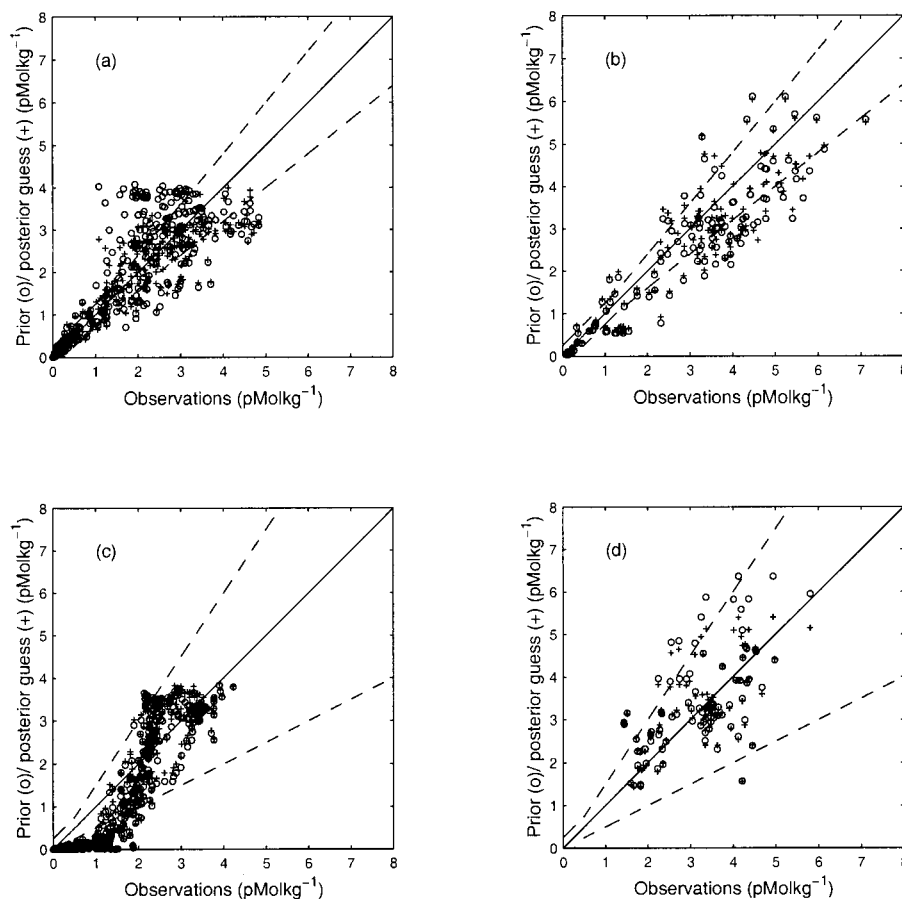 8
7
6
5
4
3
2
1
0
Prior (o)/ posterior guess (+) (pMolkg⁻¹)
(a)
0 1 2 3 4 5 6 7 8
Observations (pMolkg⁻¹)
8
7
6
5
4
3
2
1
0
Prior (o)/ posterior guess (+) (pMolkg⁻¹)
(b)
0 1 2 3 4 5 6 7 8
Observations (pMolkg⁻¹)
8
7
6
5
4
3
2
1
0
Prior (o)/ posterior guess (+) (pMolkg⁻¹)
(c)
0 1 2 3 4 5 6 7 8
Observations (pMolkg⁻¹)
8
7
6
5
4
3
2
1
0
Prior (o)/ posterior guess (+) (pMolkg⁻¹)
(d)
0 1 2 3 4 5 6 7 8
Observations (pMolkg⁻¹)